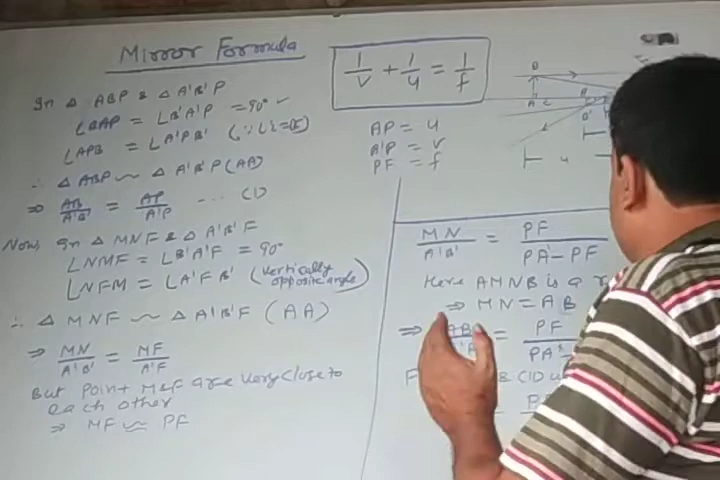 Mirror Formula
1/v + 1/u = 1/f
In △ ABP & △ A'B'P
∠BAP = ∠B'A'P = 90°
∠APB = ∠A'PB' (∵ ∠i = ∠r)
∴ △ ABP ∼ △ A'B'P (AA)
⇒ AB/A'B' = AP/A'P ... (1)
Now, In △ MNF & △ A'B'F
∠NMF = ∠B'A'F = 90°
∠NFM = ∠A'F B' (vertically opposite angle)
∴ △ MNF ∼ △ A'B'F (AA)
⇒ MN/A'B' = MF/A'F
But Point M&F are very close to
each other
⇒ MF ≃ PF
AP = u
A'P = v
PF = f
MN/A'B' = PF/PA'-PF
Here AMNB is a
⇒ MN = AB
⇒ AB = PF
u